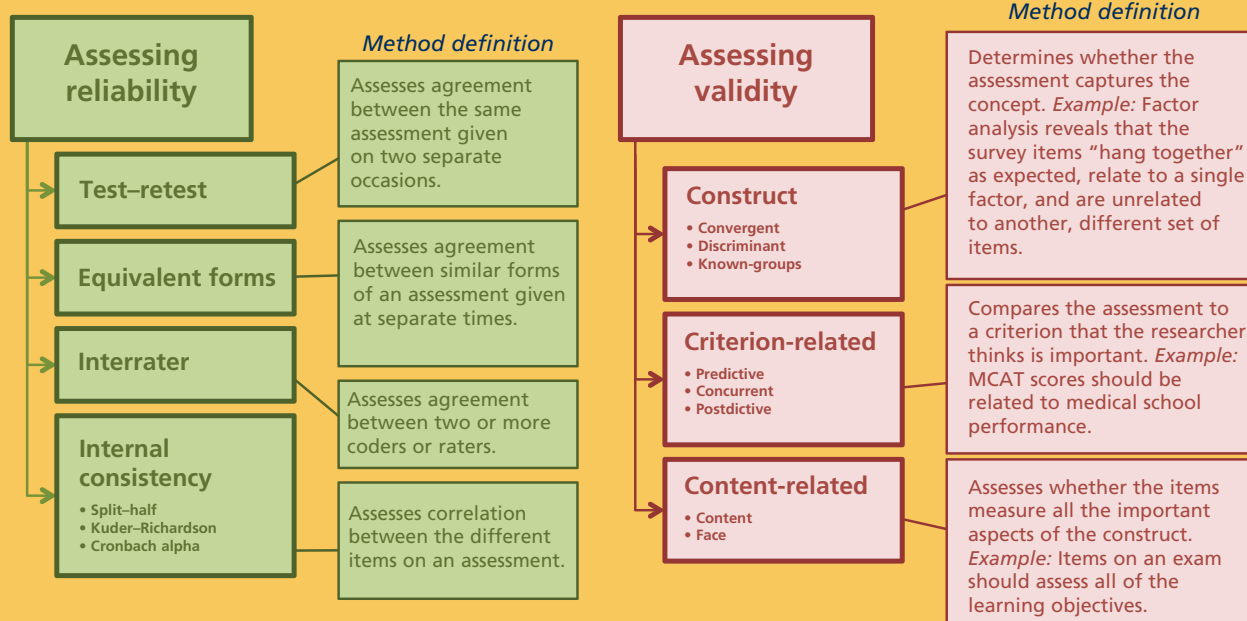 Assessing
reliability
Method definition
Test–retest
Assesses agreement
between the same
assessment given
on two separate
occasions.
Equivalent forms
Assesses agreement
between similar forms
of an assessment given
at separate times.
Interrater
Assesses agreement
between two or more
coders or raters.
Internal
consistency
• Split–half
• Kuder–Richardson
• Cronbach alpha
Assesses correlation
between the different
items on an assessment.
Assessing
validity
Method definition
Construct
• Convergent
• Discriminant
• Known-groups
Determines whether the
assessment captures the
concept. Example: Factor
analysis reveals that the
survey items “hang together”
as expected, relate to a single
factor, and are unrelated
to another, different set of
items.
Criterion-related
• Predictive
• Concurrent
• Postdictive
Compares the assessment to
a criterion that the researcher
thinks is important. Example:
MCAT scores should be
related to medical school
performance.
Content-related
• Content
• Face
Assesses whether the items
measure all the important
aspects of the construct.
Example: Items on an exam
should assess all of the
learning objectives.